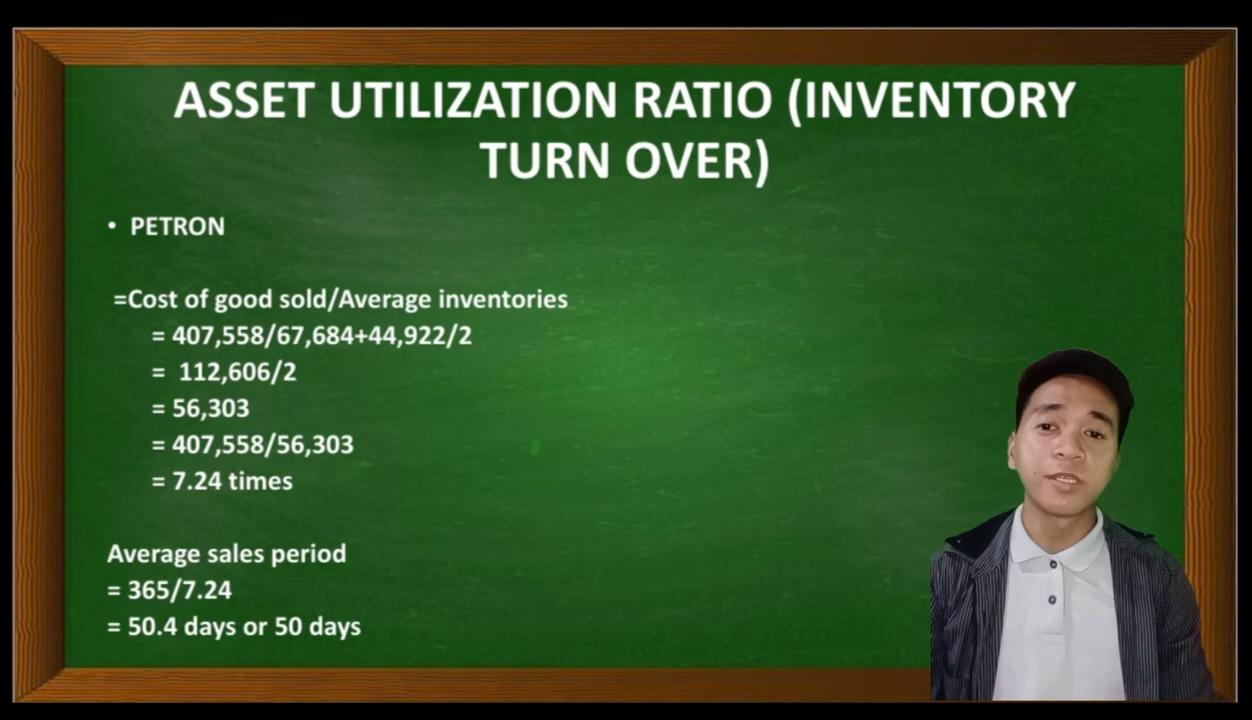 ASSET UTILIZATION RATIO (INVENTORY
TURN OVER)
• PETRON
=Cost of good sold/Average inventories
= 407,558/67,684+44,922/2
= 112,606/2
= 56,303
= 407,558/56,303
= 7.24 times
Average sales period
= 365/7.24
= 50.4 days or 50 days